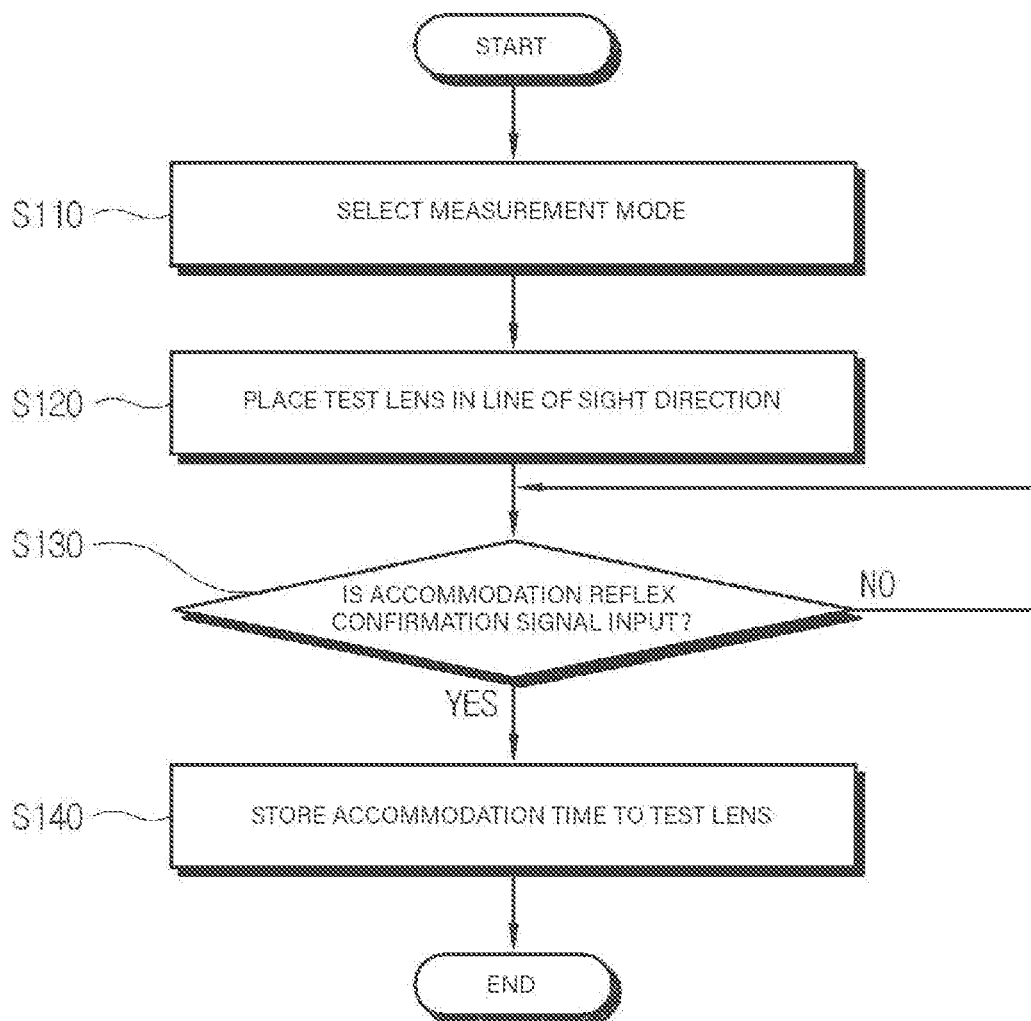 START
S110
SELECT MEASUREMENT MODE
S120
PLACE TEST LENS IN LINE OF SIGHT DIRECTION
S130
IS ACCOMMODATION REFLEX
CONFIRMATION SIGNAL INPUT?
NO
YES
S140
STORE ACCOMMODATION TIME TO TEST LENS
END